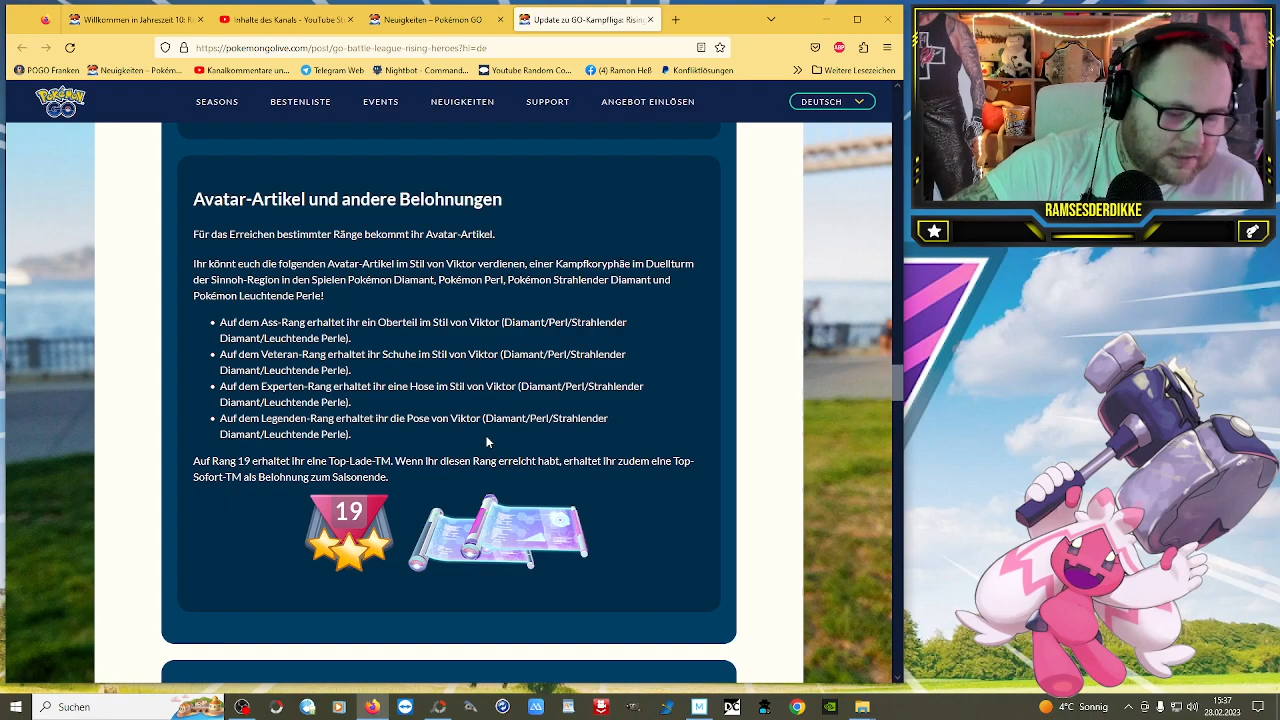 Willkommen in Jahreszeit 10: R
Inhalte des Kanals - YouTube S
Neuigkeiten – Pokémon GO
Update zu GO-Kampfliga: Rising
https://pokemongolive.com/post/go-battle-league-rising-heroes?hl=de
POGO Franken
Neuigkeiten – Pokém...
Kanalkommentare un...
Telegram Web
Nightbot - Comman...
Youtube Random Co...
(4) Ramon Heß
Konfliktlösungen
Weitere Lesezeichen
POKÉMON GO
SEASONS
BESTENLISTE
EVENTS
NEUIGKEITEN
SUPPORT
ANGEBOT EINLÖSEN
DEUTSCH
Avatar-Artikel und andere Belohnungen
Für das Erreichen bestimmter Ränge bekommt ihr Avatar-Artikel.
Ihr könnt euch die folgenden Avatar-Artikel im Stil von Viktor verdienen, einer Kampfkoryphäe im Duellturm
der Sinnoh-Region in den Spielen Pokémon Diamant, Pokémon Perl, Pokémon Strahlender Diamant und
Pokémon Leuchtende Perle!
• Auf dem Ass-Rang erhaltet ihr ein Oberteil im Stil von Viktor (Diamant/Perl/Strahlender
Diamant/Leuchtende Perle).
• Auf dem Veteran-Rang erhaltet ihr Schuhe im Stil von Viktor (Diamant/Perl/Strahlender
Diamant/Leuchtende Perle).
• Auf dem Experten-Rang erhaltet ihr eine Hose im Stil von Viktor (Diamant/Perl/Strahlender
Diamant/Leuchtende Perle).
• Auf dem Legenden-Rang erhaltet ihr die Pose von Viktor (Diamant/Perl/Strahlender
Diamant/Leuchtende Perle).
Auf Rang 19 erhaltet ihr eine Top-Lade-TM. Wenn ihr diesen Rang erreicht habt, erhaltet ihr zudem eine Top-
Sofort-TM als Belohnung zum Saisonende.
19
RAMSESDERDIKKE
Suchen
4°C Sonnig
15:37
28.02.2023